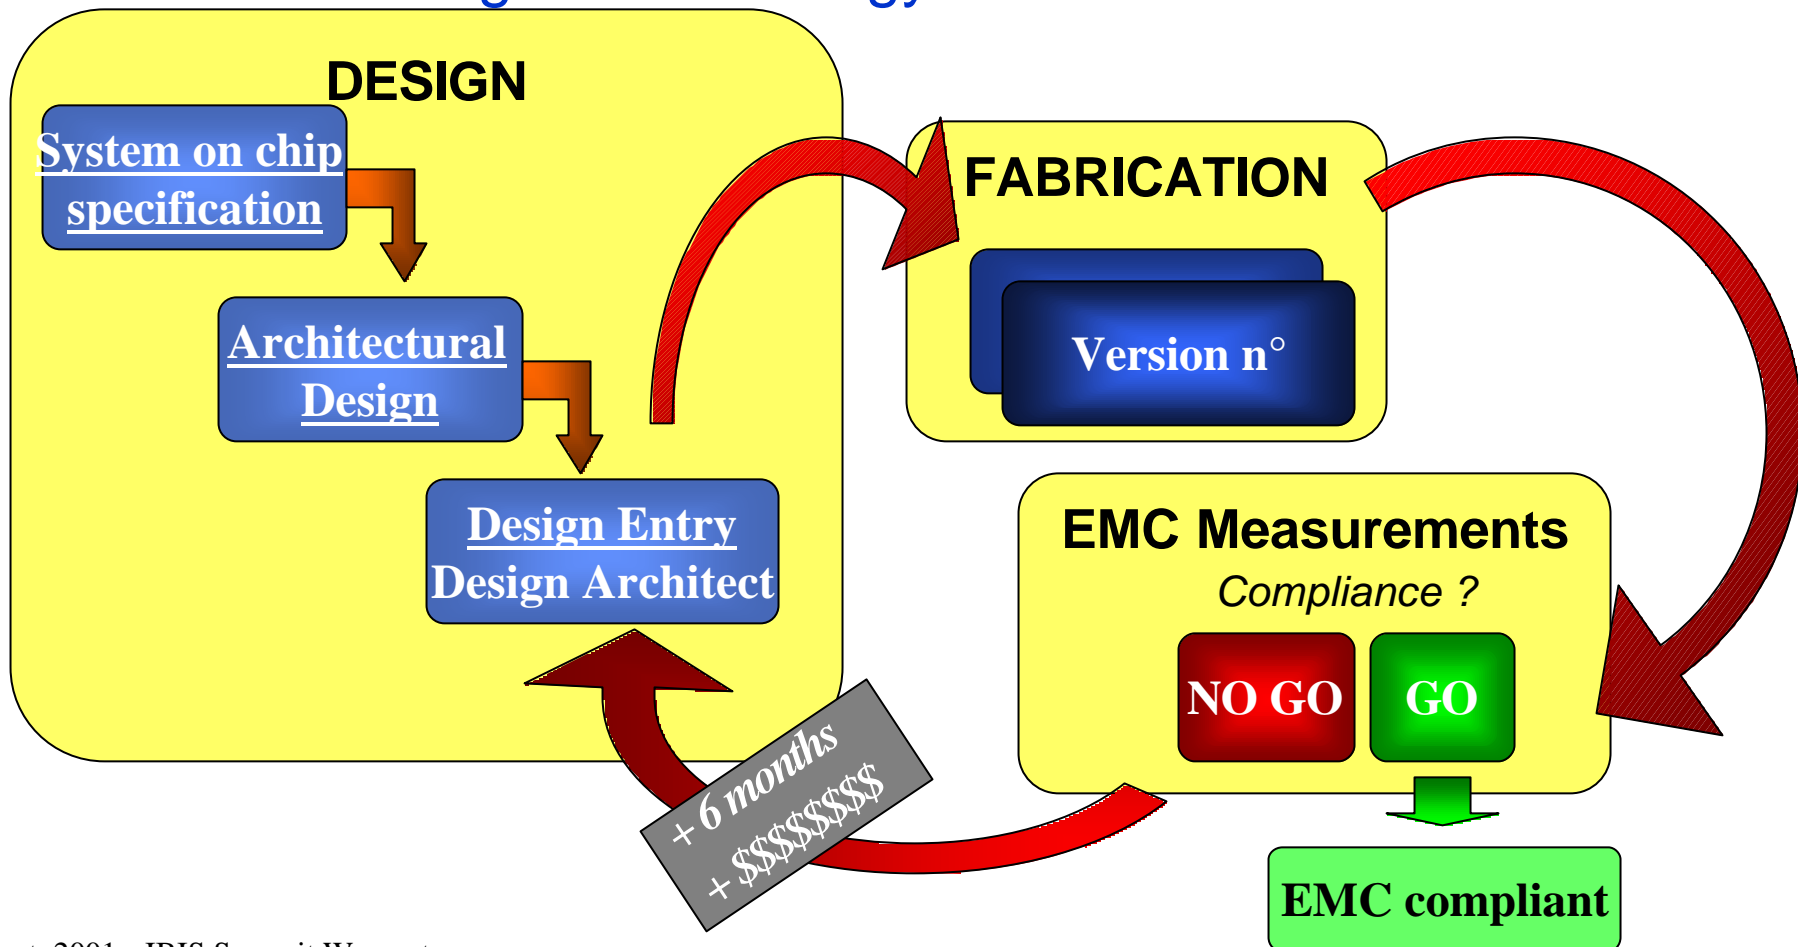 DESIGN
System on chip
specification
Architectural
Design
Design Entry
Design Architect
FABRICATION
Version n°
EMC Measurements
Compliance ?
NO GO
GO
+ 6 months
+ $$$$$$$$
EMC compliant
2001